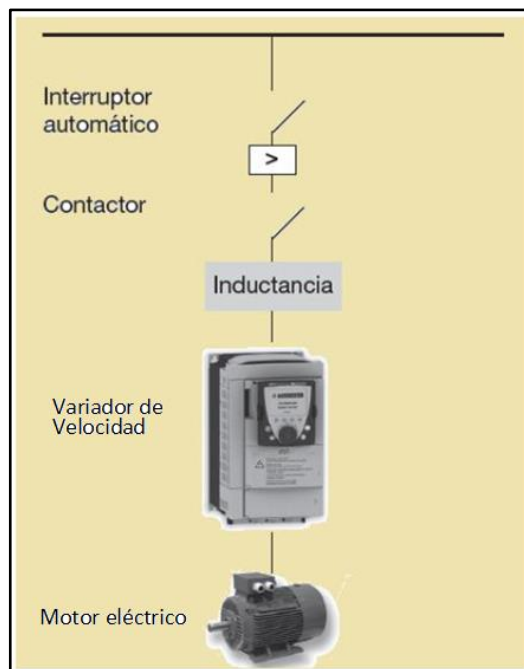 Interruptor
automático
>
Contactor
Inductancia
Variador de
Velocidad
Motor eléctrico